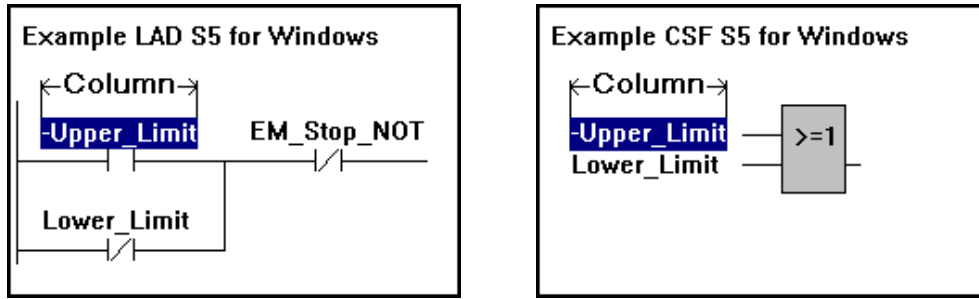 Example LAD S5 for Windows
Column
-Upper_Limit
EM_Stop_NOT
Lower_Limit
Example CSF S5 for Windows
Column
-Upper_Limit
>=1
Lower_Limit